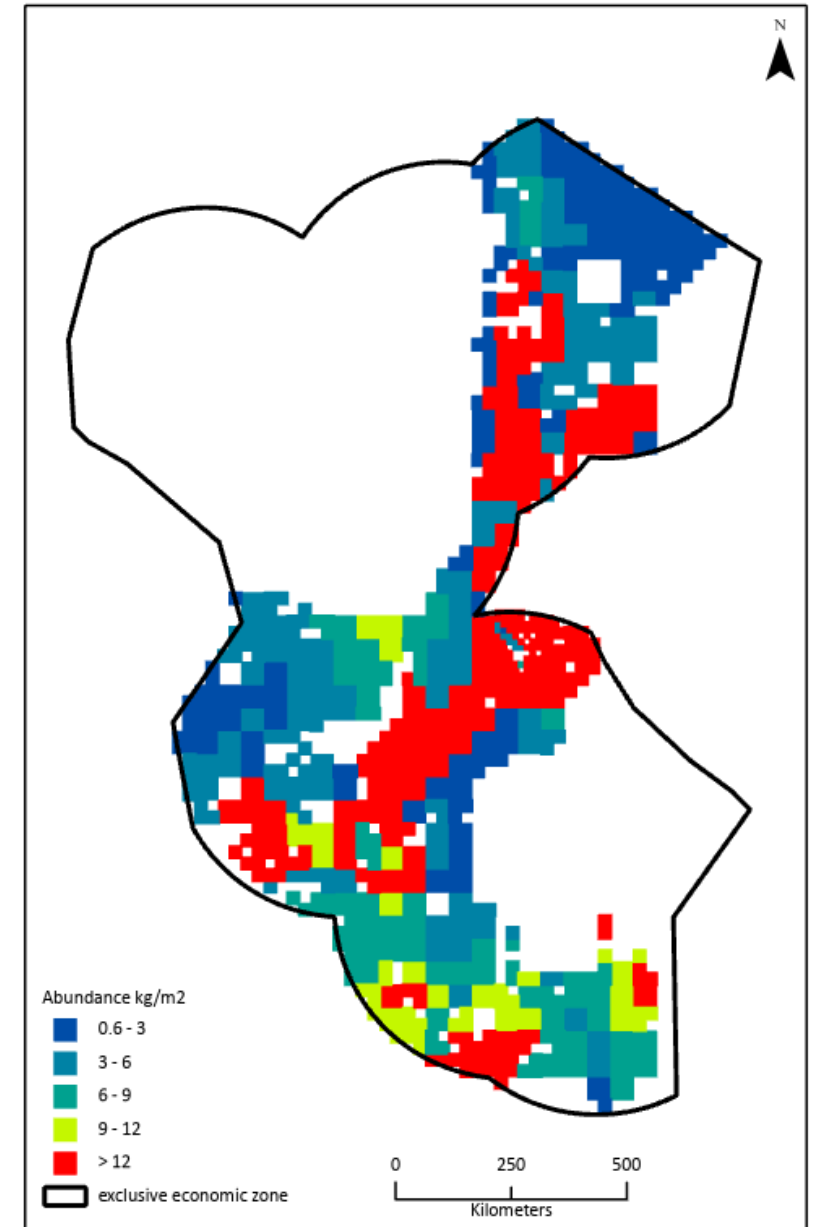 N
Abundance kg/m2
0.6 - 3
3 - 6
6 - 9
9 - 12
> 12
exclusive economic zone
0 250 500
Kilometers